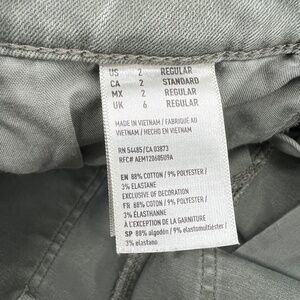 US 2 REGULAR
CA 2 STANDARD
MX 2 REGULAR
UK 6 REGULAR
MADE IN VIETNAM / FABRIQUÉ AU
VIETNAM / HECHO EN VIETNAM
RN 54485/CA 03873
RFC# AEMT2060509A
EN 88% COTTON / 9% POLYESTER /
3% ELASTANE
EXCLUSIVE OF DECORATION
FR 88% COTON / 9% POLYESTER /
3% ÉLASTHANNE
À L'EXCEPTION DE LA GARNITURE
SP 88% algodón / 9% elastomultiéster /
3% elastano